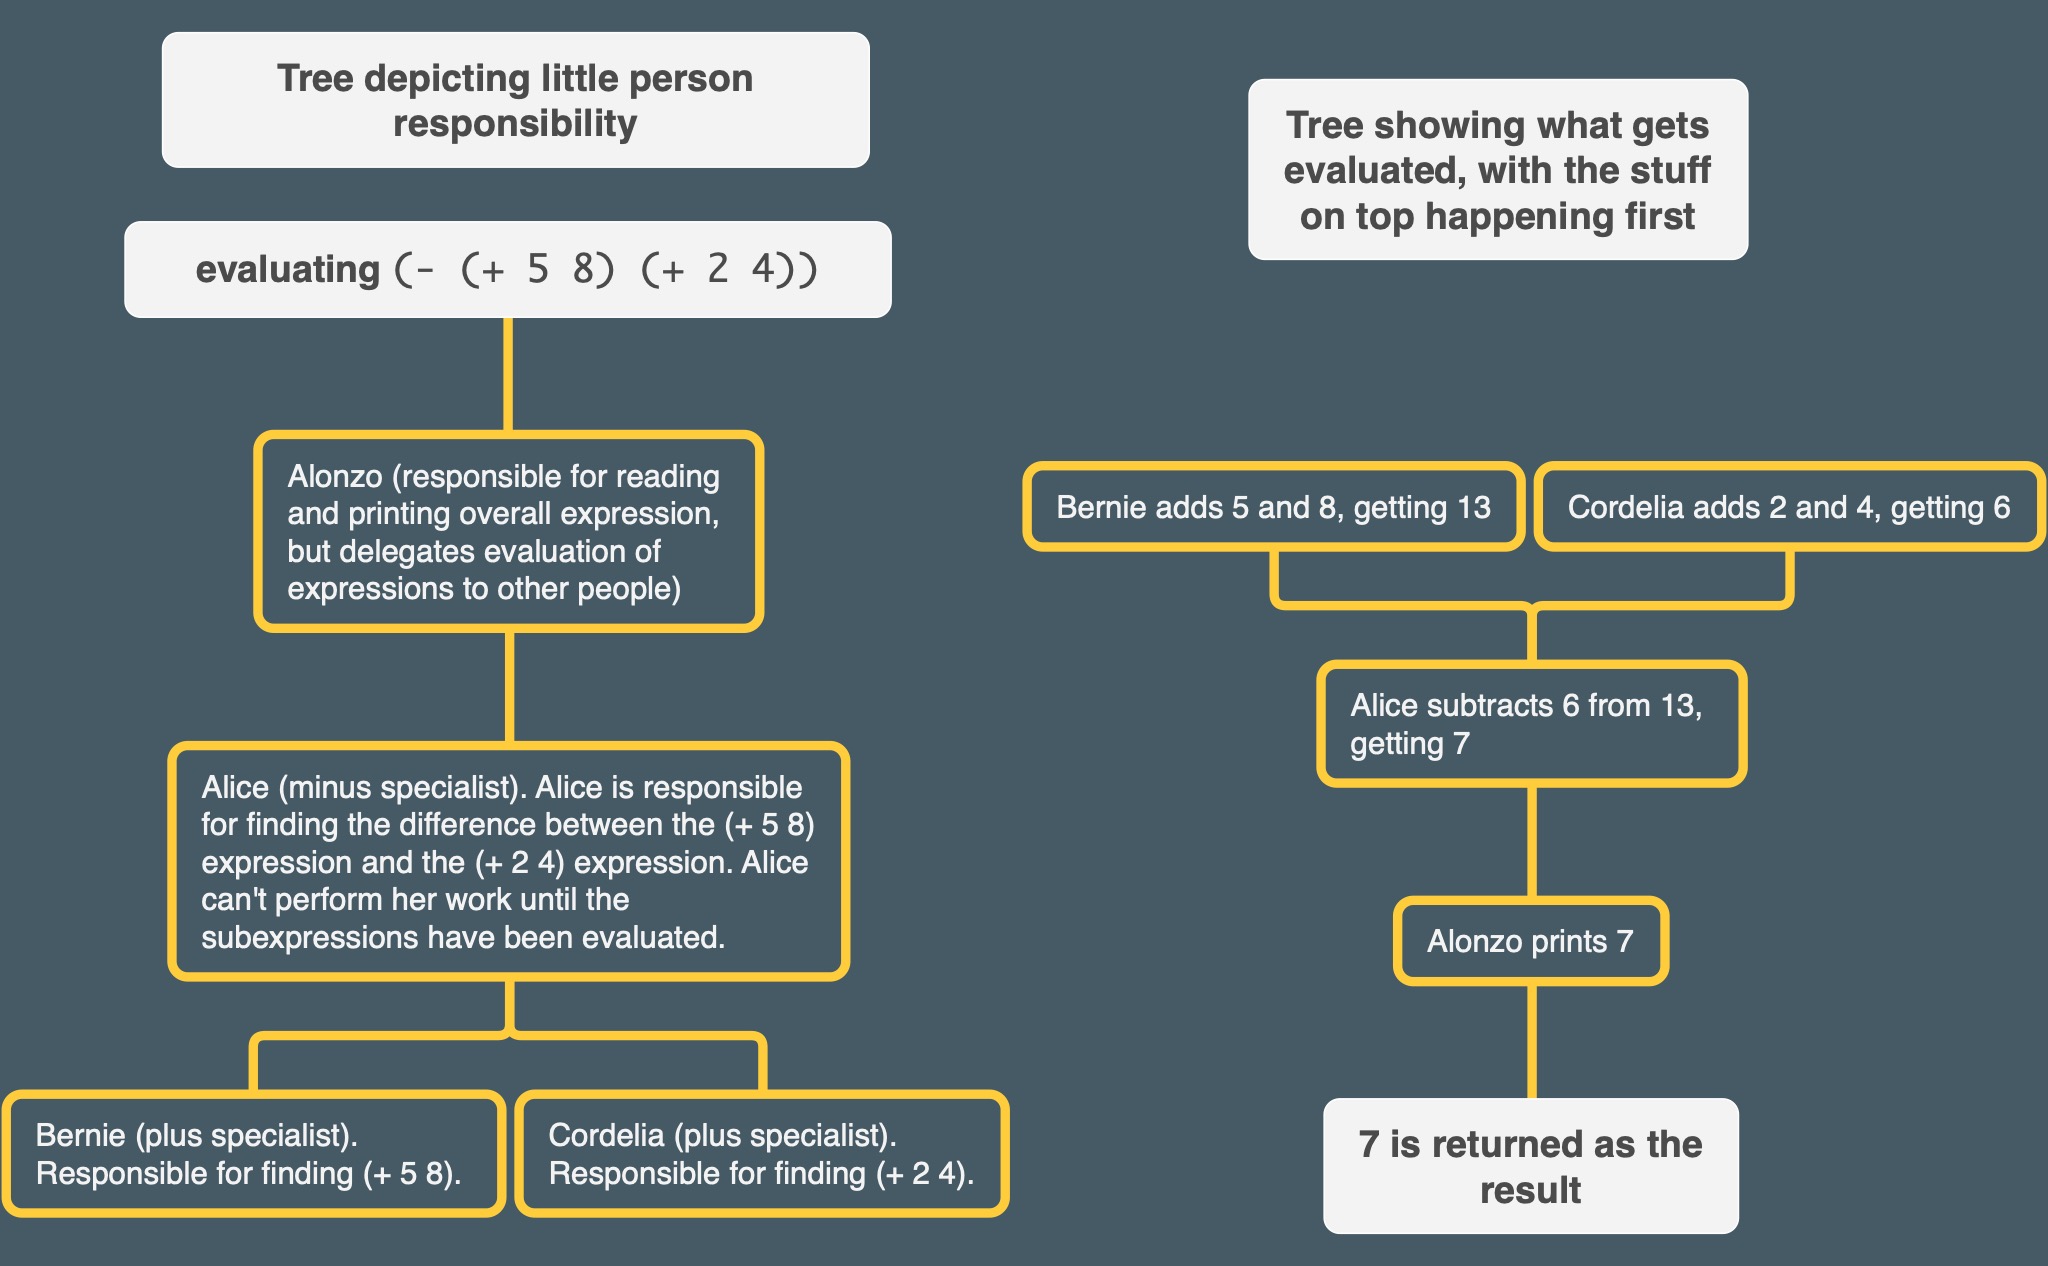 Tree depicting little person
responsibility
evaluating (- (+ 5 8) (+ 2 4))
Alonzo (responsible for reading
and printing overall expression,
but delegates evaluation of
expressions to other people)
Alice (minus specialist). Alice is responsible
for finding the difference between the (+ 5 8)
expression and the (+ 2 4) expression. Alice
can't perform her work until the
subexpressions have been evaluated.
Bernie (plus specialist).
Responsible for finding (+ 5 8).
Cordelia (plus specialist).
Responsible for finding (+ 2 4).
Tree showing what gets
evaluated, with the stuff
on top happening first
Bernie adds 5 and 8, getting 13
Cordelia adds 2 and 4, getting 6
Alice subtracts 6 from 13,
getting 7
Alonzo prints 7
7 is returned as the
result